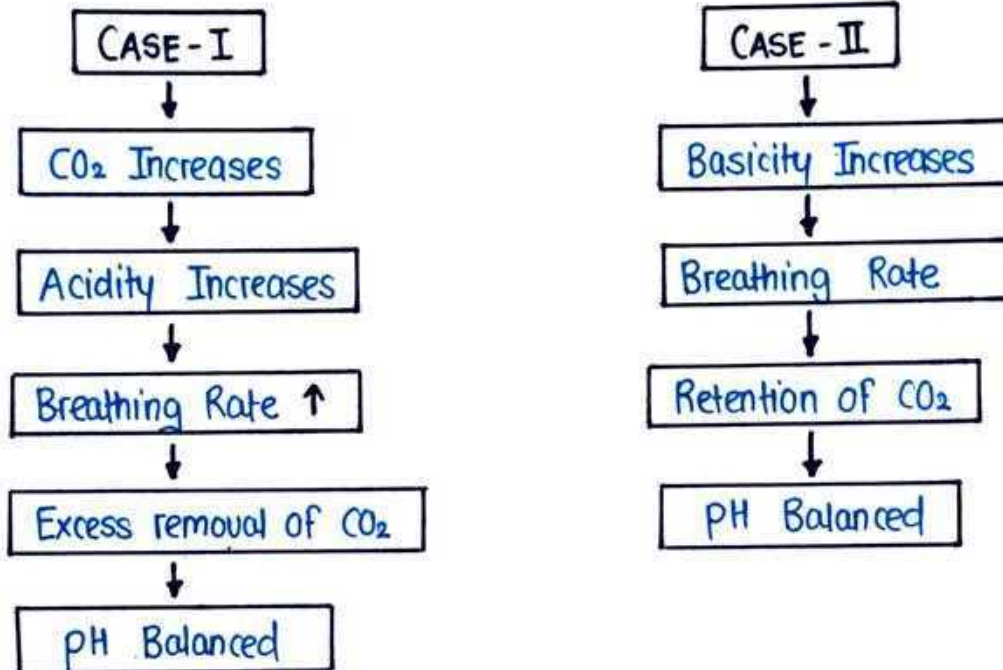 CASE - I
CO₂ Increases
Acidity Increases
Breathing Rate ↑
Excess removal of CO₂
pH Balanced
CASE - II
Basicity Increases
Breathing Rate
Retention of CO₂
pH Balanced